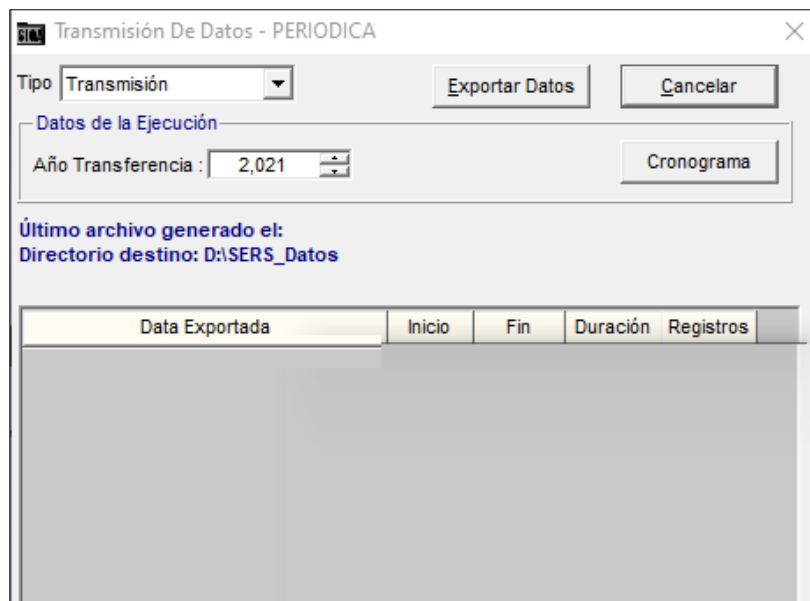 Transmisión De Datos - PERIODICA
Tipo Transmisión Exportar Datos Cancelar
Datos de la Ejecución
Año Transferencia : 2,021 Cronograma
Último archivo generado el:
Directorio destino: D:\SERS_Datos
Data Exportada Inicio Fin Duración Registros